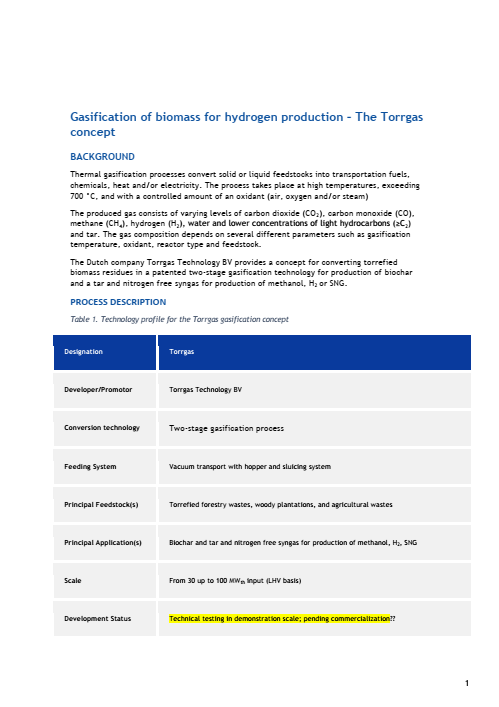 Gasification of biomass for hydrogen production – The Torrgas
concept
BACKGROUND
Thermal gasification processes convert solid or liquid feedstocks into transportation fuels,
chemicals, heat and/or electricity. The process takes place at high temperatures, exceeding
700 °C, and with a controlled amount of an oxidant (air, oxygen and/or steam)
The produced gas consists of varying levels of carbon dioxide (CO₂), carbon monoxide (CO),
methane (CH₄), hydrogen (H₂), water and lower concentrations of light hydrocarbons (≥C₂)
and tar. The gas composition depends on several different parameters such as gasification
temperature, oxidant, reactor type and feedstock.
The Dutch company Torrgas Technology BV provides a concept for converting torrefied
biomass residues in a patented two-stage gasification technology for production of biochar
and a tar and nitrogen free syngas for production of methanol, H₂ or SNG.
PROCESS DESCRIPTION
Table 1. Technology profile for the Torrgas gasification concept
Designation Torrgas
Developer/Promotor Torrgas Technology BV
Conversion technology Two-stage gasification process
Feeding System Vacuum transport with hopper and sluicing system
Principal Feedstock(s) Torrefied forestry wastes, woody plantations, and agricultural wastes
Principal Application(s) Biochar and tar and nitrogen free syngas for production of methanol, H₂, SNG
Scale From 30 up to 100 MWₜₕ input (LHV basis)
Development Status Technical testing in demonstration scale; pending commercialization??
1